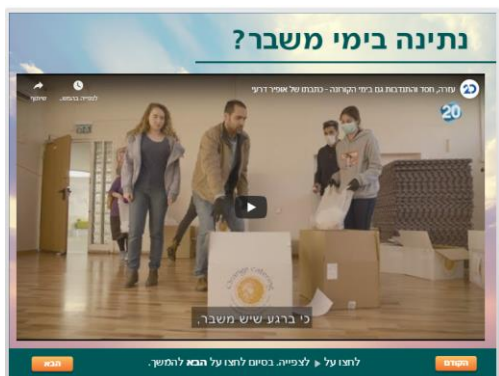 נתינה בימי משבר?
עזרה, חסד והתנדבות גם בימי הקורונה - כתבתו של אופיר דרעי
לצפייה בהמש...
שיתוף
20
כי ברגע שיש משבר,
לחצו על לצפייה. בסיום לחצו על הבא להמשך.
הקודם
הבא